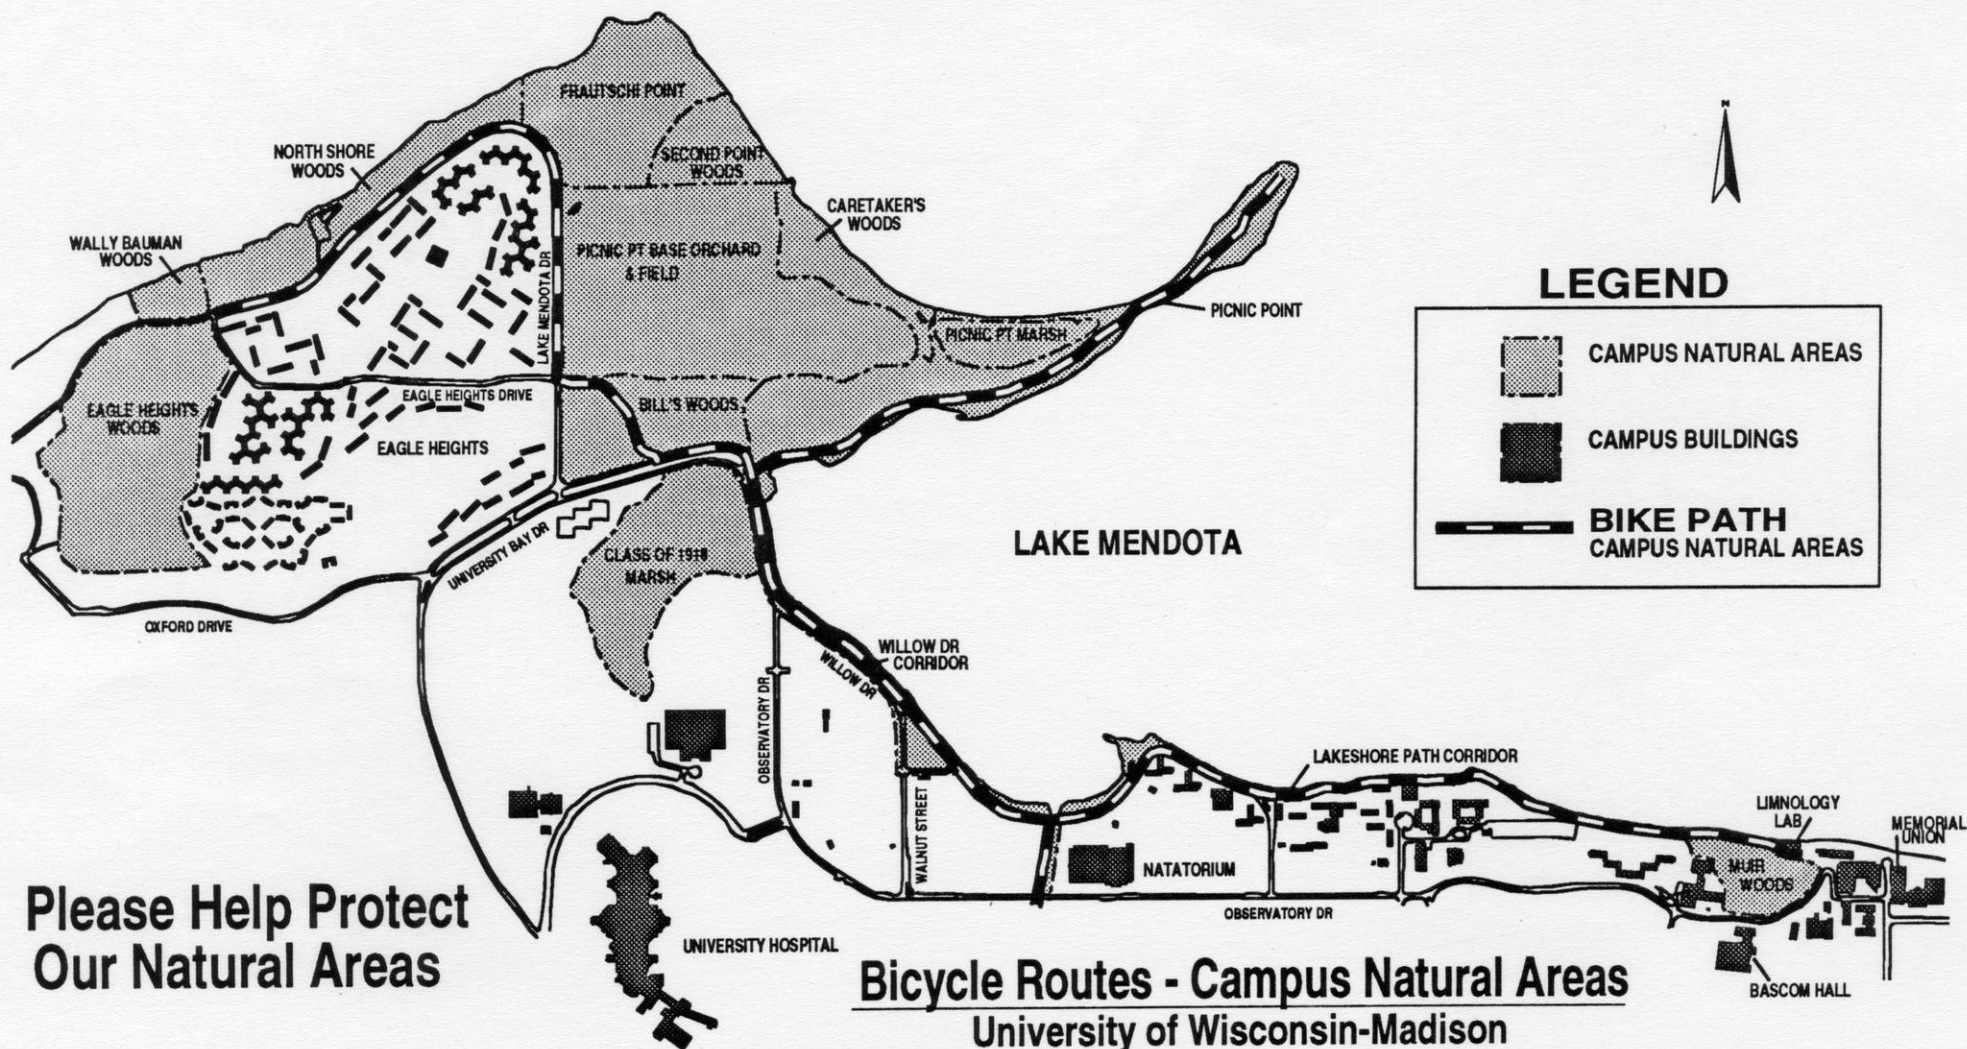 FRAUTSCHI POINT
NORTH SHORE
WOODS
SECOND POINT
WOODS
WALLY BAUMAN
WOODS
CARETAKER'S
WOODS
PICNIC PT BASE ORCHARD
& FIELD
LAKE MENDOTA DR
PICNIC POINT
PICNIC PT MARSH
EAGLE HEIGHTS DRIVE
EAGLE HEIGHTS
WOODS
BILL'S WOODS
EAGLE HEIGHTS
UNIVERSITY BAY DR
CLASS OF 1918
MARSH
LAKE MENDOTA
OXFORD DRIVE
N
LEGEND
CAMPUS NATURAL AREAS
CAMPUS BUILDINGS
BIKE PATH
CAMPUS NATURAL AREAS
WILLOW DR
CORRIDOR
WILLOW DR
OBSERVATORY DR
WALNUT STREET
LAKESHORE PATH CORRIDOR
LIMNOLOGY
LAB
MEMORIAL
UNION
MUIR
WOODS
NATATORIUM
OBSERVATORY DR
UNIVERSITY HOSPITAL
BASCOM HALL
Please Help Protect
Our Natural Areas
Bicycle Routes - Campus Natural Areas
University of Wisconsin-Madison